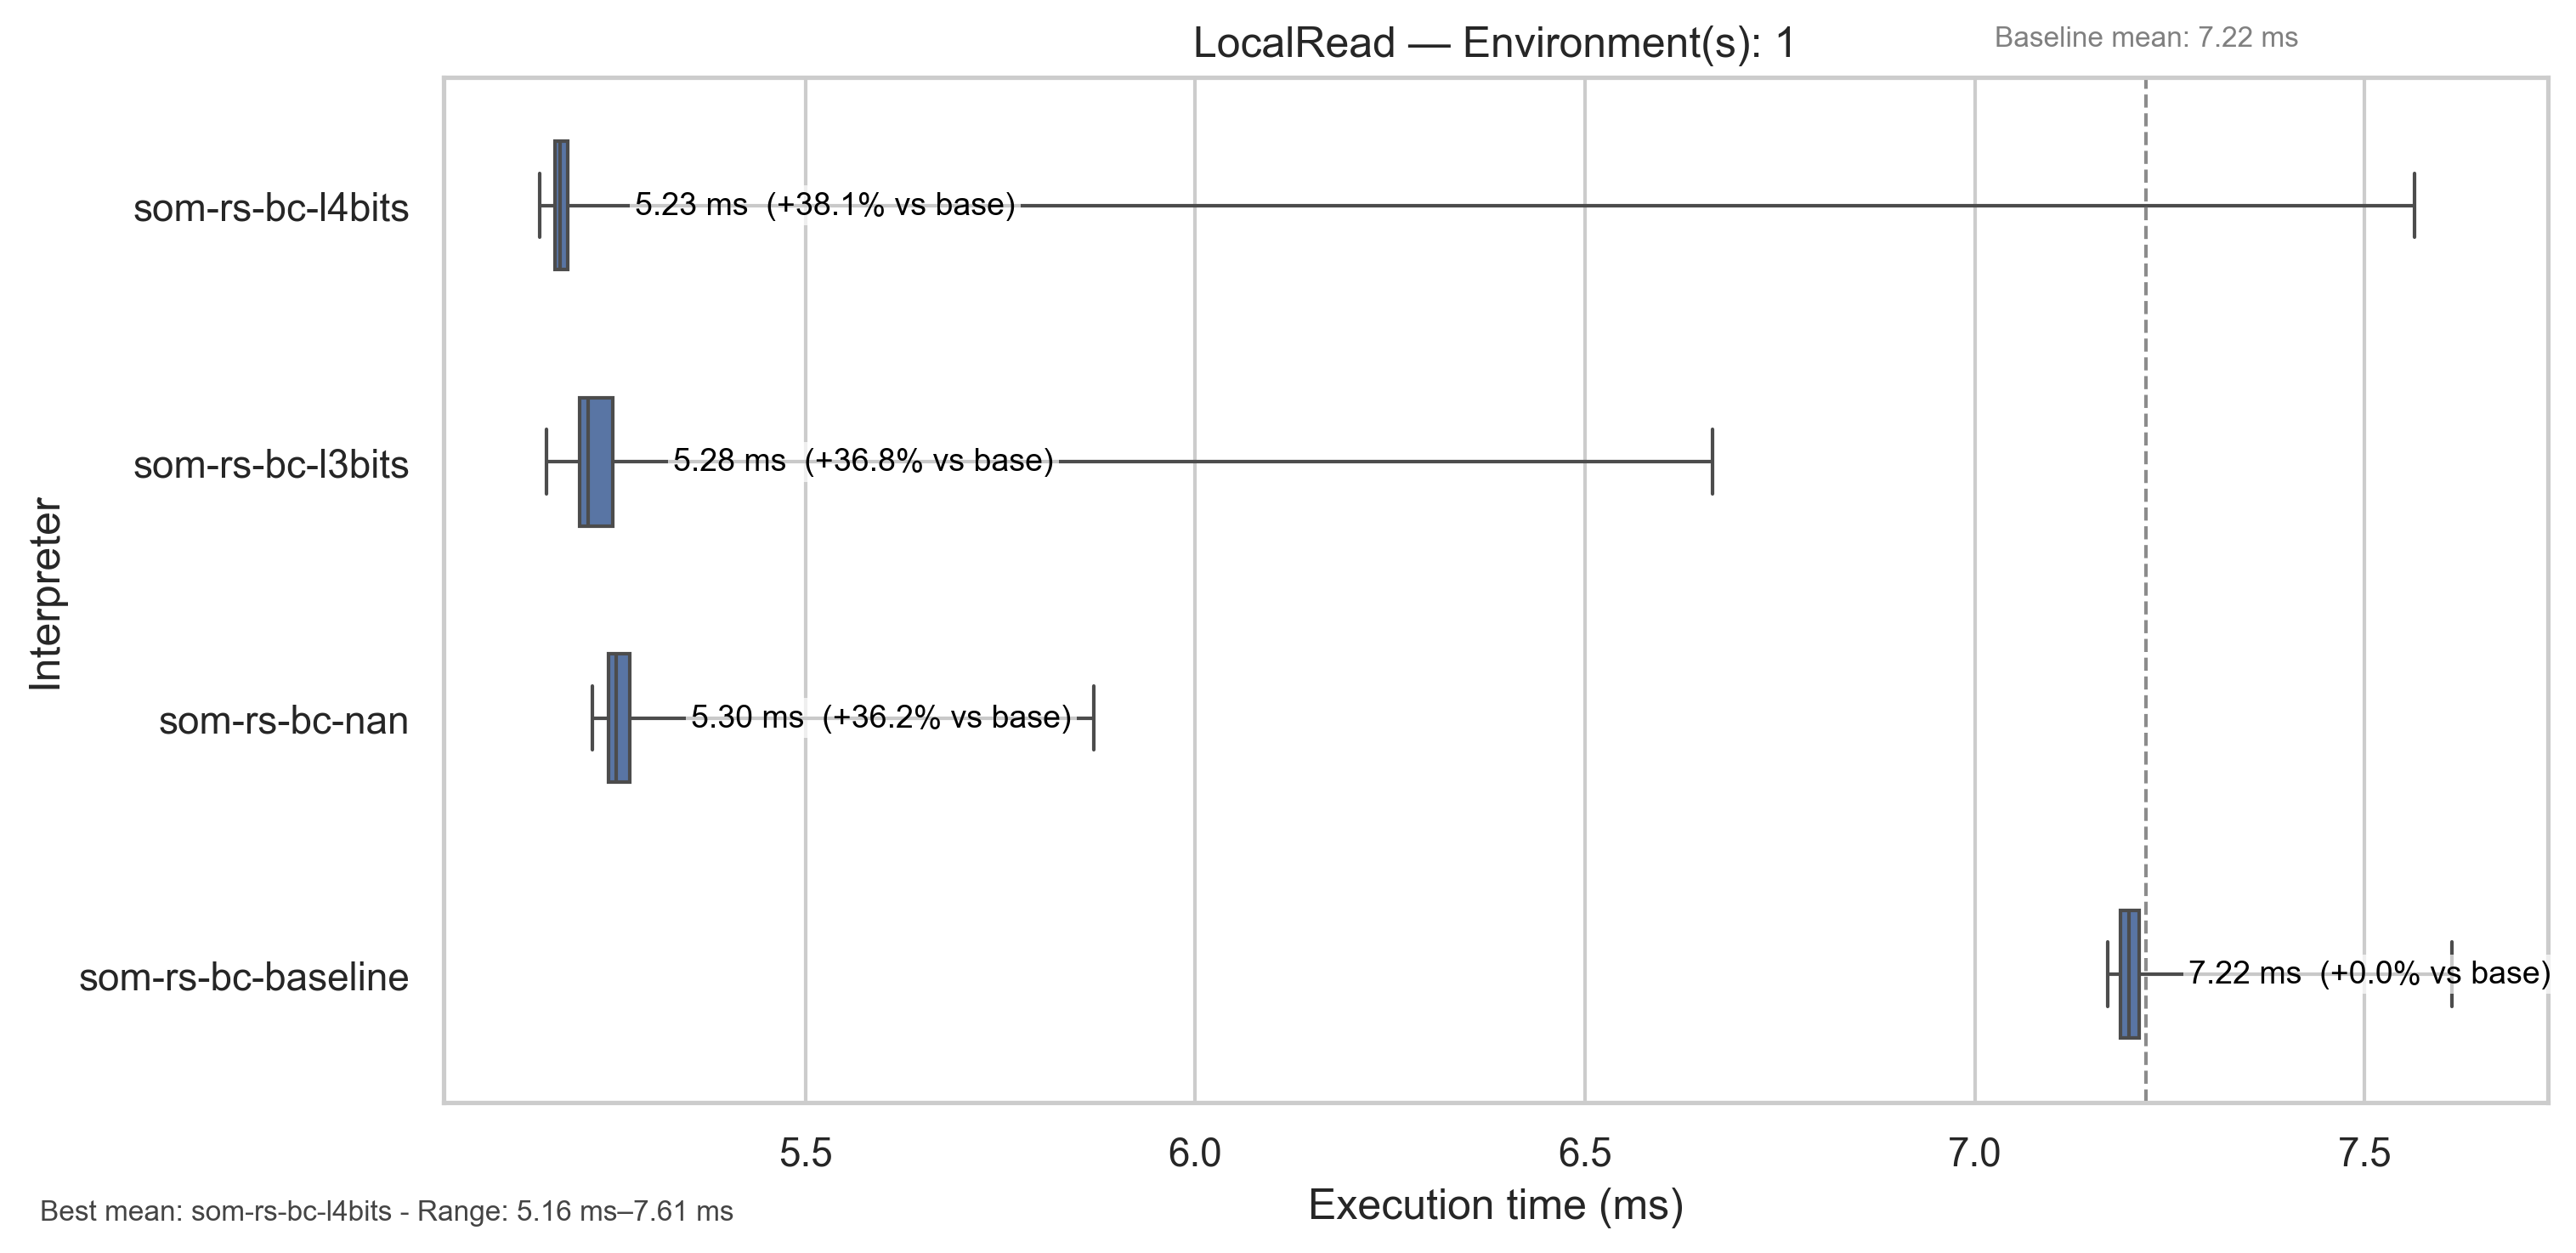 LocalRead — Environment(s): 1
Baseline mean: 7.22 ms
som-rs-bc-l4bits
5.23 ms (+38.1% vs base)
som-rs-bc-l3bits
5.28 ms (+36.8% vs base)
Interpreter
som-rs-bc-nan
5.30 ms (+36.2% vs base)
som-rs-bc-baseline
7.22 ms (+0.0% vs base)
5.5 6.0 6.5 7.0 7.5
Execution time (ms)
Best mean: som-rs-bc-l4bits - Range: 5.16 ms–7.61 ms